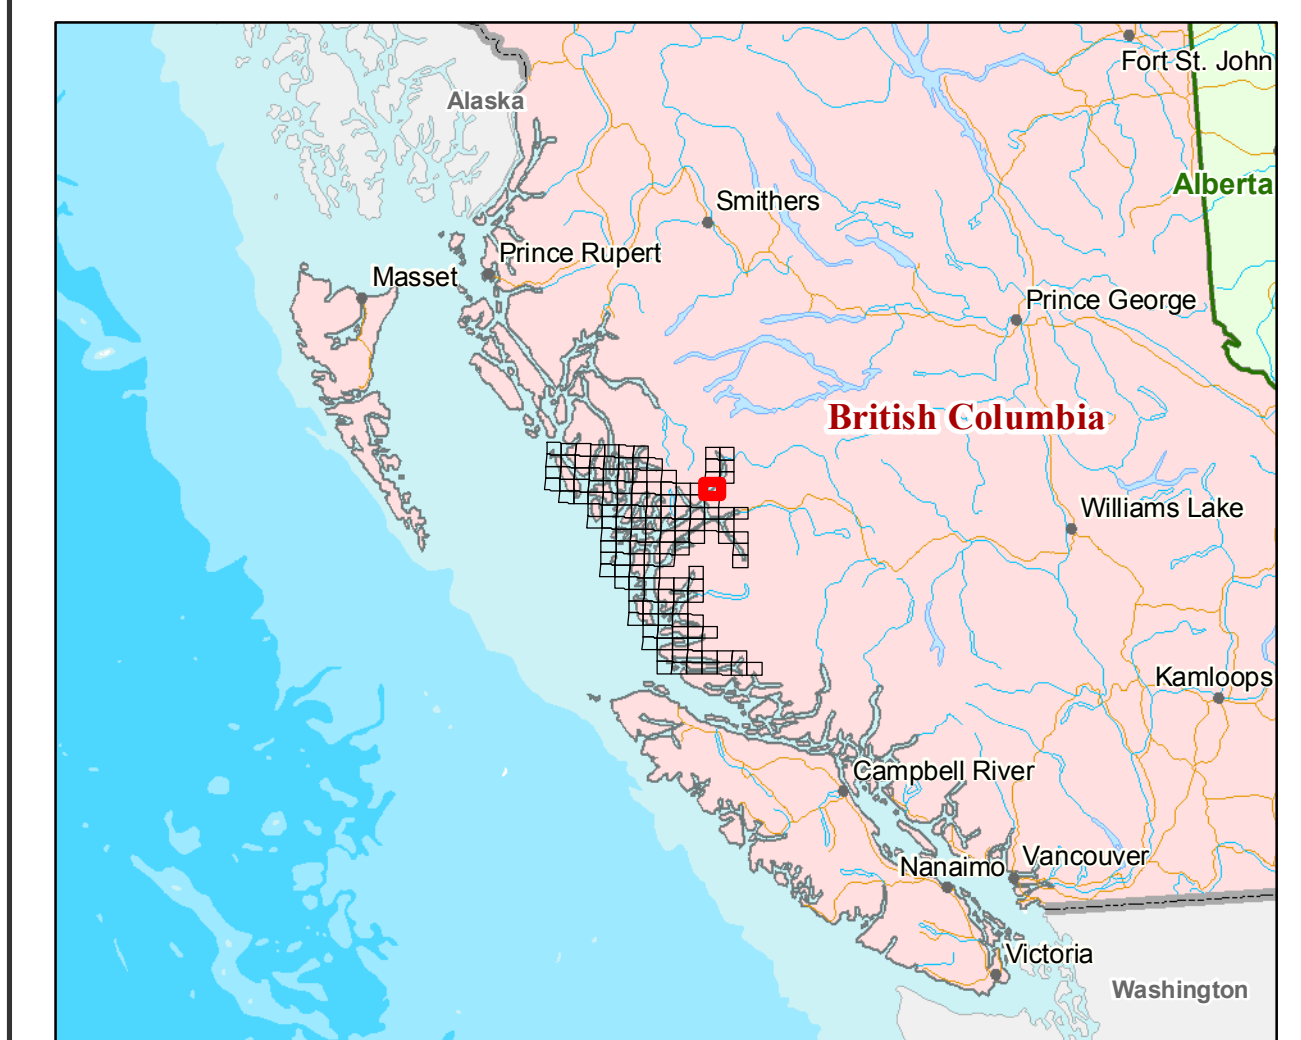 Fort St. John
Alaska
Alberta
Smithers
Prince Rupert
Masset
Prince George
British Columbia
Williams Lake
Kamloops
Campbell River
Vancouver
Nanaimo
Victoria
Washington